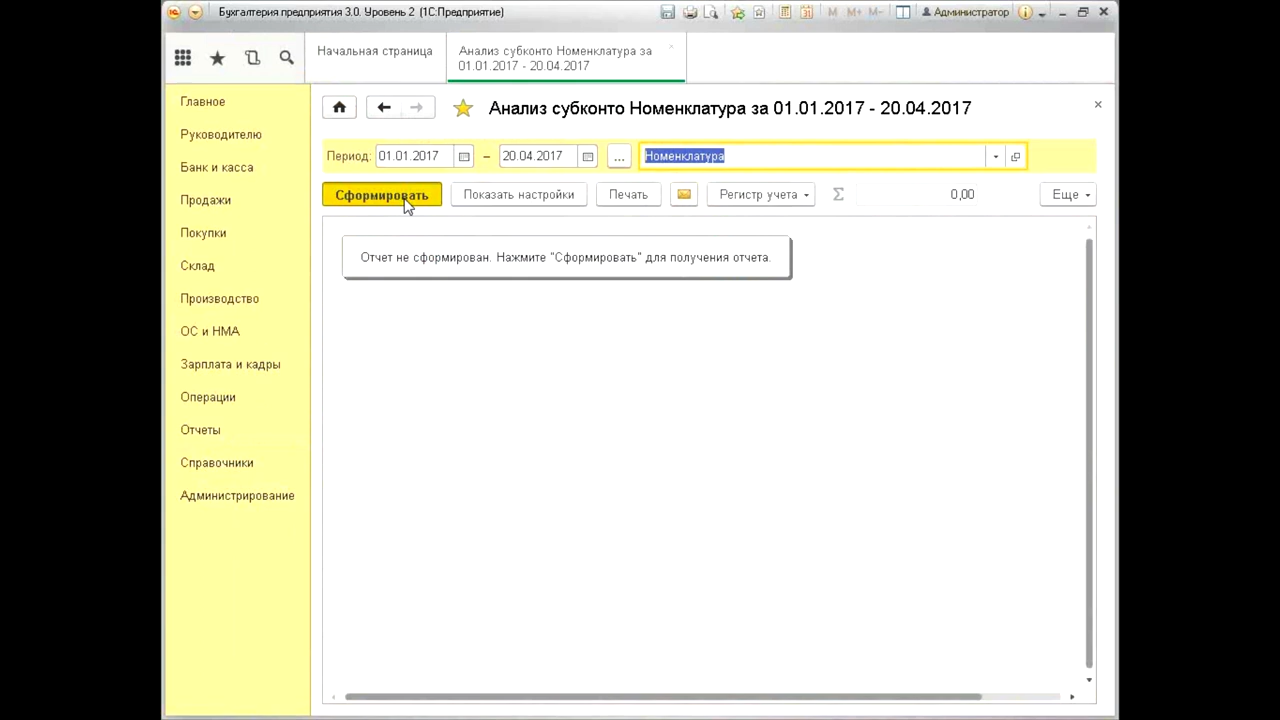 Бухгалтерия предприятия 3.0. Уровень 2 (1С:Предприятие)
M M+ M- Администратор
Начальная страница
Анализ субконто Номенклатура за
01.01.2017 - 20.04.2017
Главное
Руководителю
Банк и касса
Продажи
Покупки
Склад
Производство
ОС и НМА
Зарплата и кадры
Операции
Отчеты
Справочники
Администрирование
Анализ субконто Номенклатура за 01.01.2017 - 20.04.2017
Период: 01.01.2017 – 20.04.2017 ... Номенклатура
Сформировать Показать настройки Печать Регистр учета Σ 0,00 Еще
Отчет не сформирован. Нажмите "Сформировать" для получения отчета.